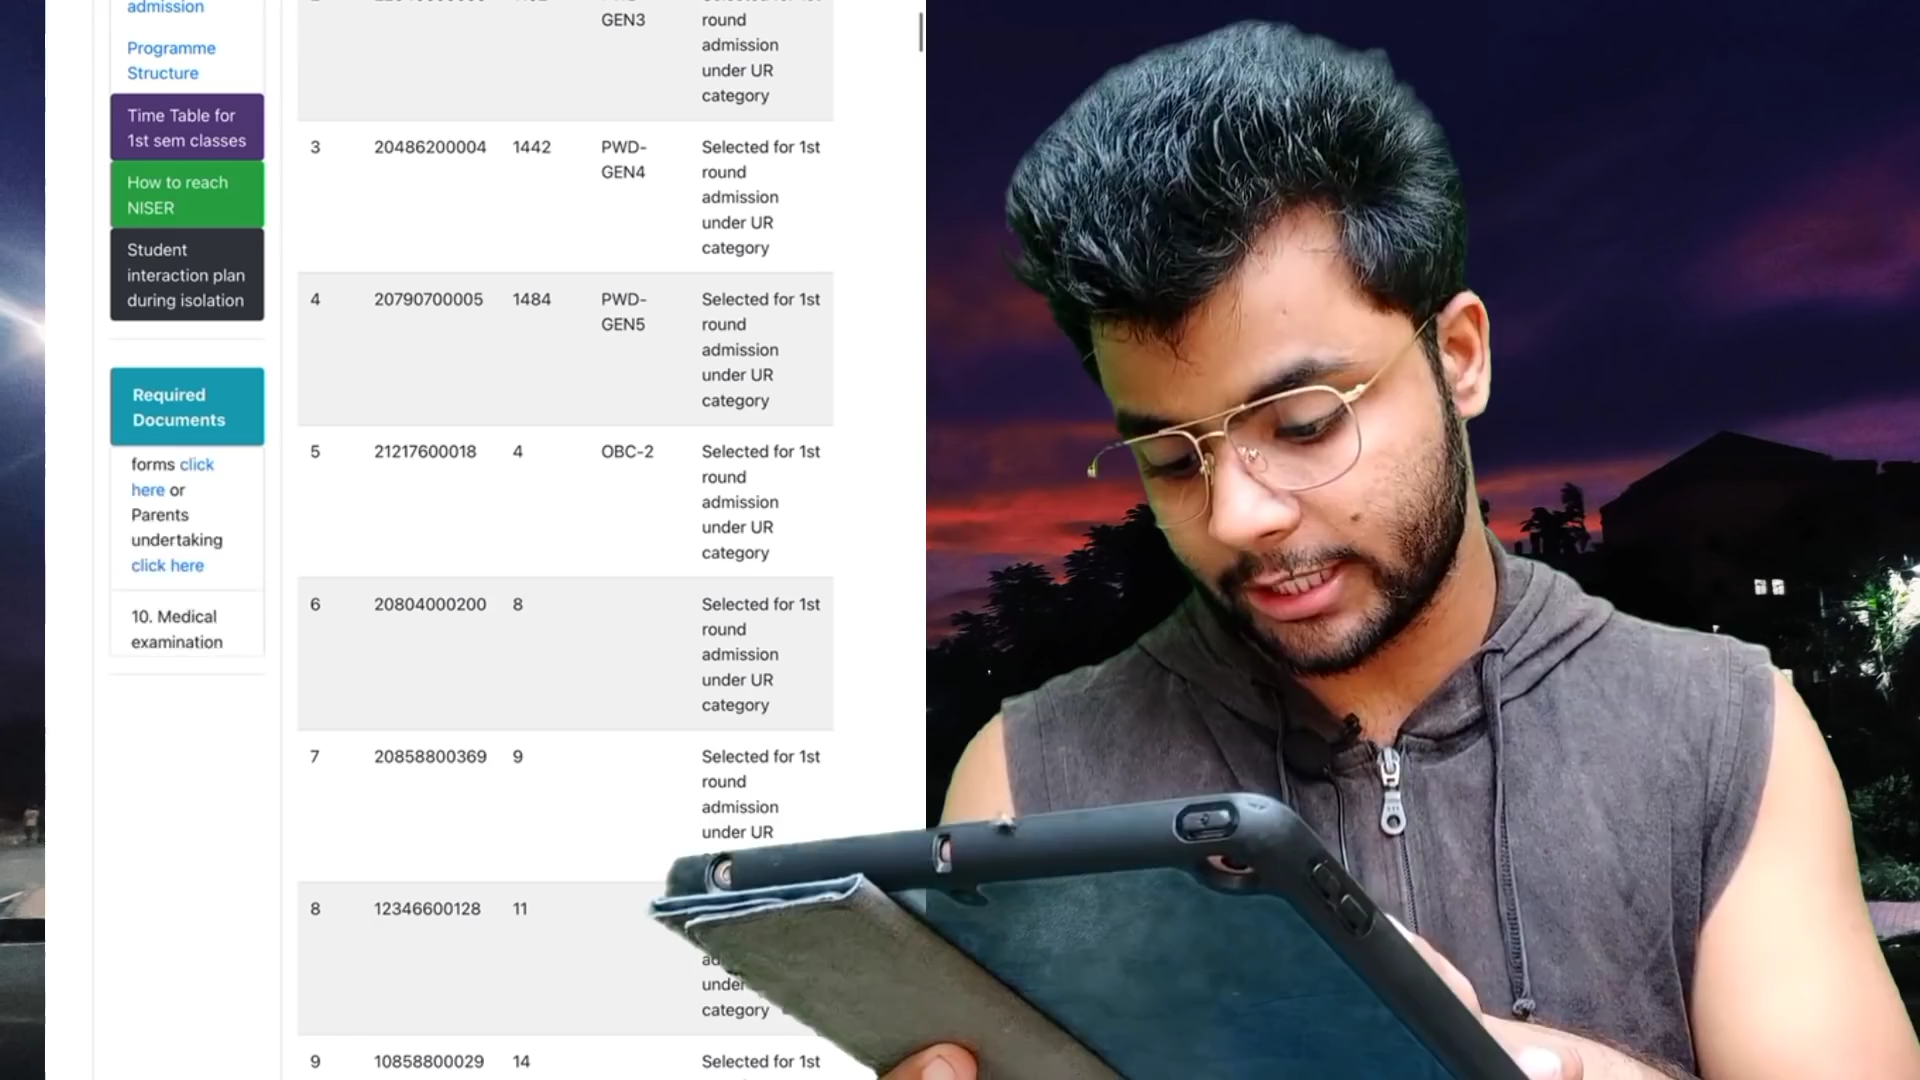 admission
Programme
Structure
Time Table for
1st sem classes
How to reach
NISER
Student
interaction plan
during isolation
Required
Documents
forms click
here or
Parents
undertaking
click here
10. Medical
examination
GEN3
round
admission
under UR
category
3 20486200004 1442 PWD-
GEN4
Selected for 1st
round
admission
under UR
category
4 20790700005 1484 PWD-
GEN5
Selected for 1st
round
admission
under UR
category
5 21217600018 4 OBC-2
Selected for 1st
round
admission
under UR
category
6 20804000200 8
Selected for 1st
round
admission
under UR
category
7 20858800369 9
Selected for 1st
round
admission
under UR
8 12346600128 11
under
category
9 10858800029 14
Selected for 1st